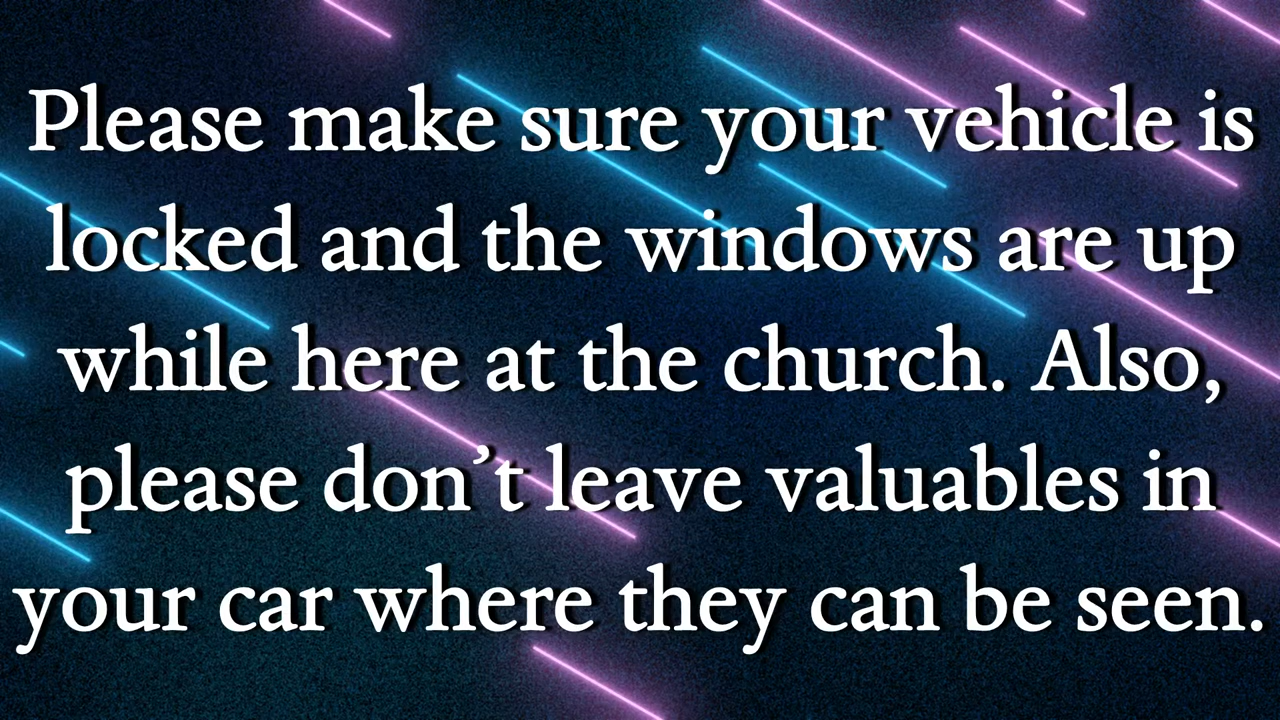 Please make sure your vehicle is
locked and the windows are up
while here at the church. Also,
please don’t leave valuables in
your car where they can be seen.